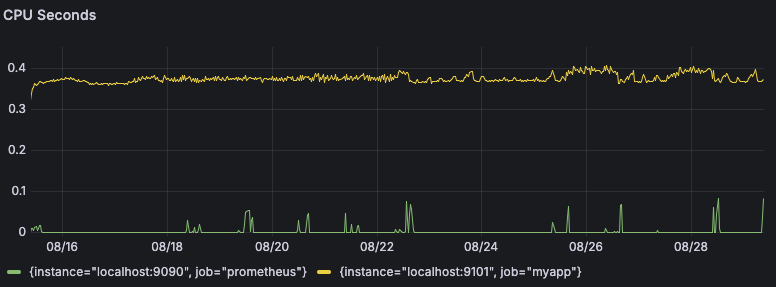 CPU Seconds
0.4
0.3
0.2
0.1
0
08/16 08/18 08/20 08/22 08/24 08/26 08/28
{instance="localhost:9090", job="prometheus"} {instance="localhost:9101", job="myapp"}